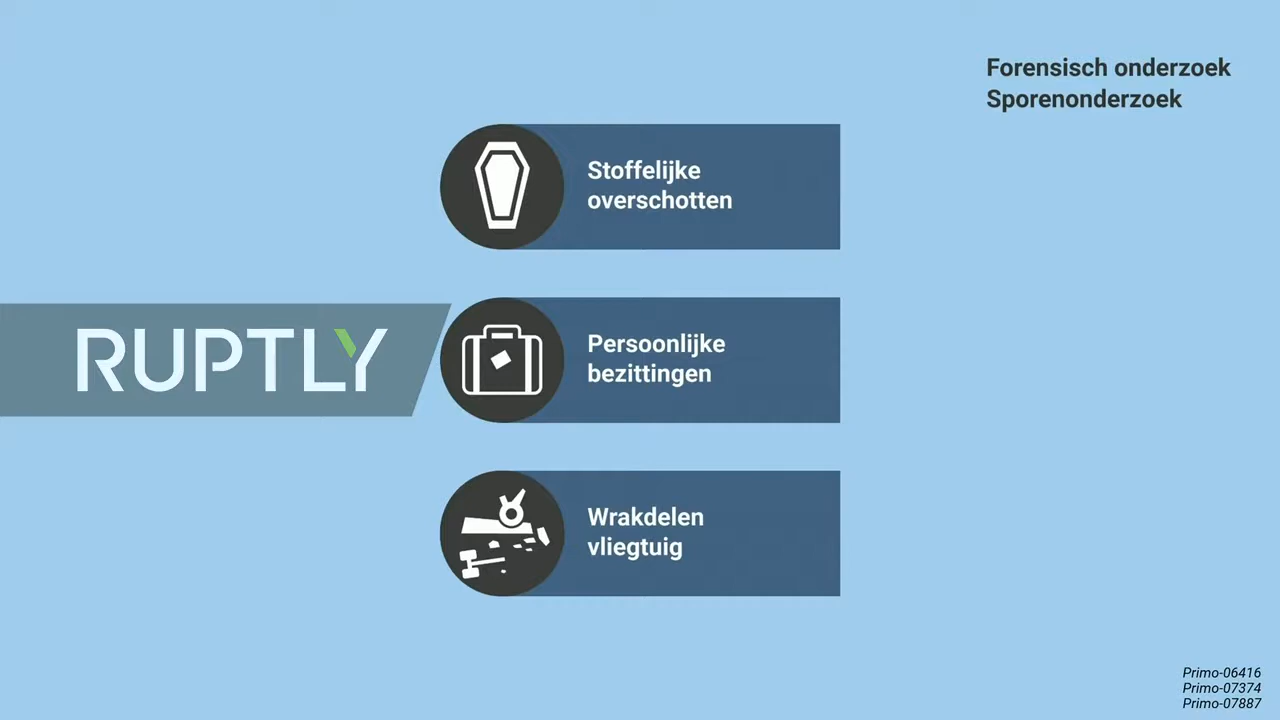 Forensisch onderzoek
Sporenonderzoek
Stoffelijke
overschotten
RUPTLY
Persoonlijke
bezittingen
Wrakdelen
vliegtuig
Primo-06416
Primo-07374
Primo-07887